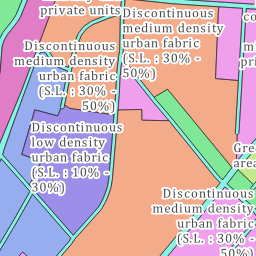 private units
Discontinuous
medium density
urban fabric
(S.L. : 30% -
50%)
Discontinuous
medium density
urban fabric
(S.L. : 30% -
50%)
Discontinuous
low density
urban fabric
(S.L. : 10% -
30%)
Discontinuous
medium density
urban fabric
(S.L. : 30% -
50%)